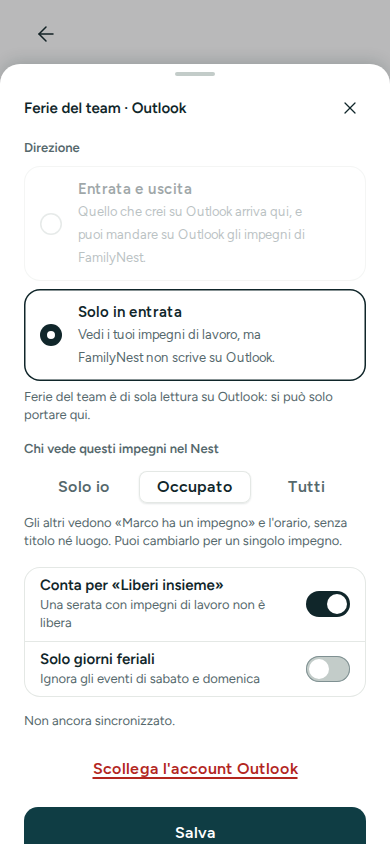 Ferie del team · Outlook
Direzione
Entrata e uscita
Quello che crei su Outlook arriva qui, e
puoi mandare su Outlook gli impegni di
FamilyNest.
Solo in entrata
Vedi i tuoi impegni di lavoro, ma
FamilyNest non scrive su Outlook.
Ferie del team è di sola lettura su Outlook: si può solo
portare qui.
Chi vede questi impegni nel Nest
Solo io
Occupato
Tutti
Gli altri vedono «Marco ha un impegno» e l'orario, senza
titolo né luogo. Puoi cambiarlo per un singolo impegno.
Conta per «Liberi insieme»
Una serata con impegni di lavoro non è
libera
Solo giorni feriali
Ignora gli eventi di sabato e domenica
Non ancora sincronizzato.
Scollega l'account Outlook
Salva